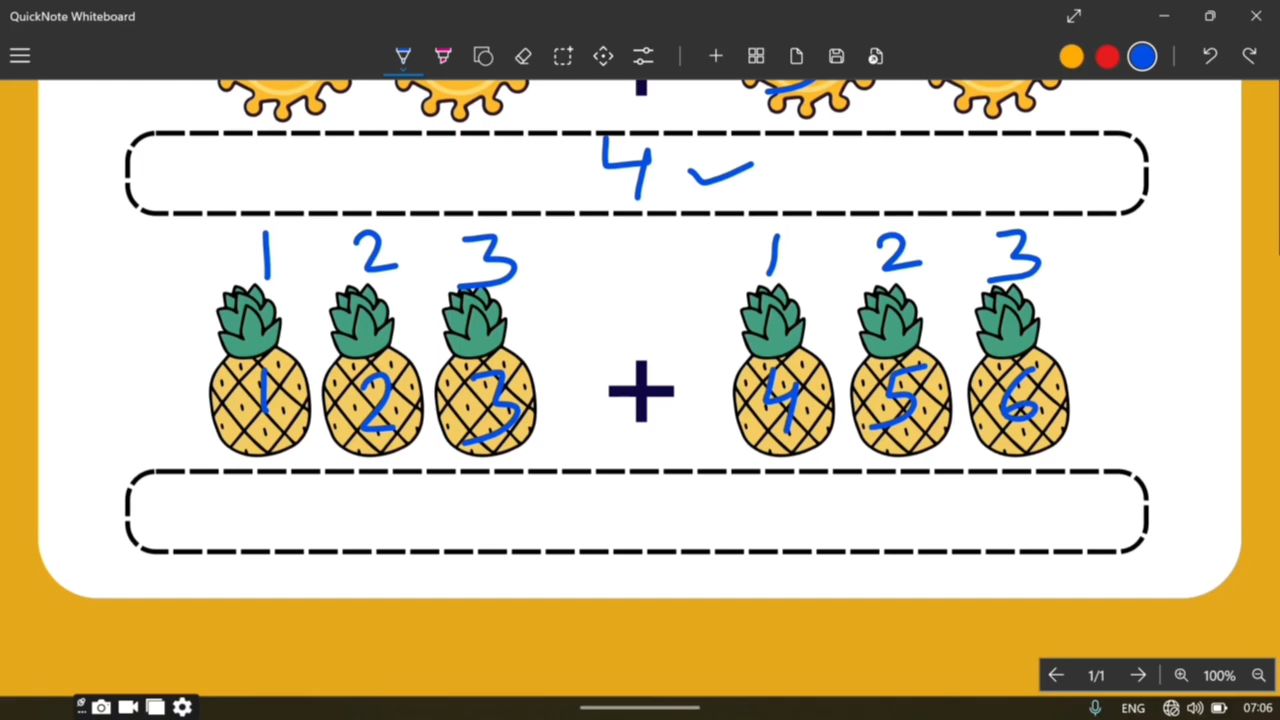 QuickNote Whiteboard
+
4 ✓
1 2 3 1 2 3
1 2 3 + 4 5 6
1/1 100%
ENG 07:06